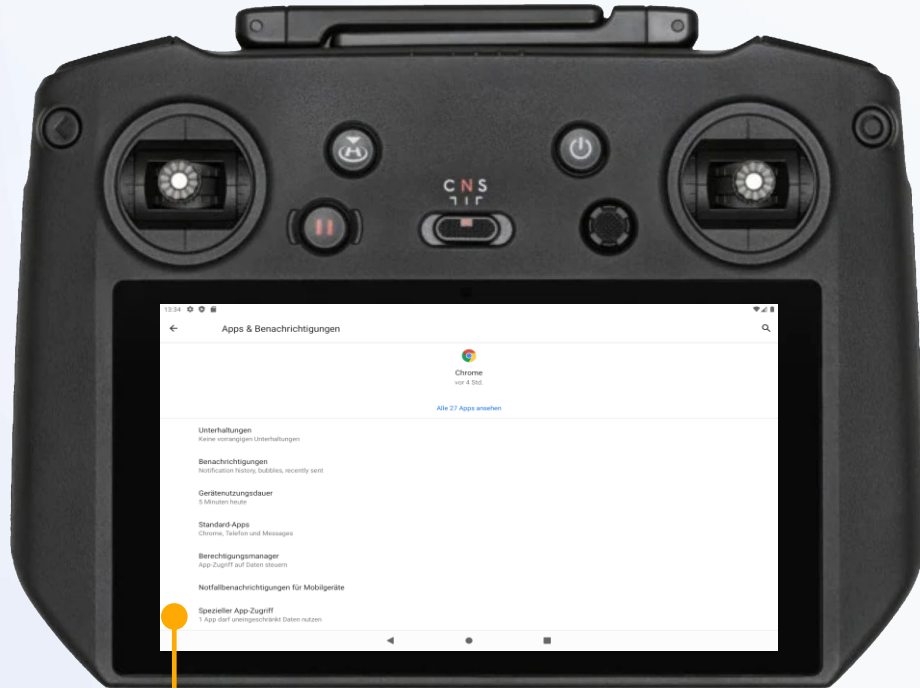 C N S
13:34
Apps & Benachrichtigungen
Chrome
vor 4 Std.
Alle 27 Apps ansehen
Unterhaltungen
Keine vorrangigen Unterhaltungen
Benachrichtigungen
Notification history, bubbles, recently sent
Gerätenutzungsdauer
5 Minuten heute
Standard-Apps
Chrome, Telefon und Messages
Berechtigungsmanager
App-Zugriff auf Daten steuern
Notfallbenachrichtigungen für Mobilgeräte
Spezieller App-Zugriff
1 App darf uneingeschränkt Daten nutzen